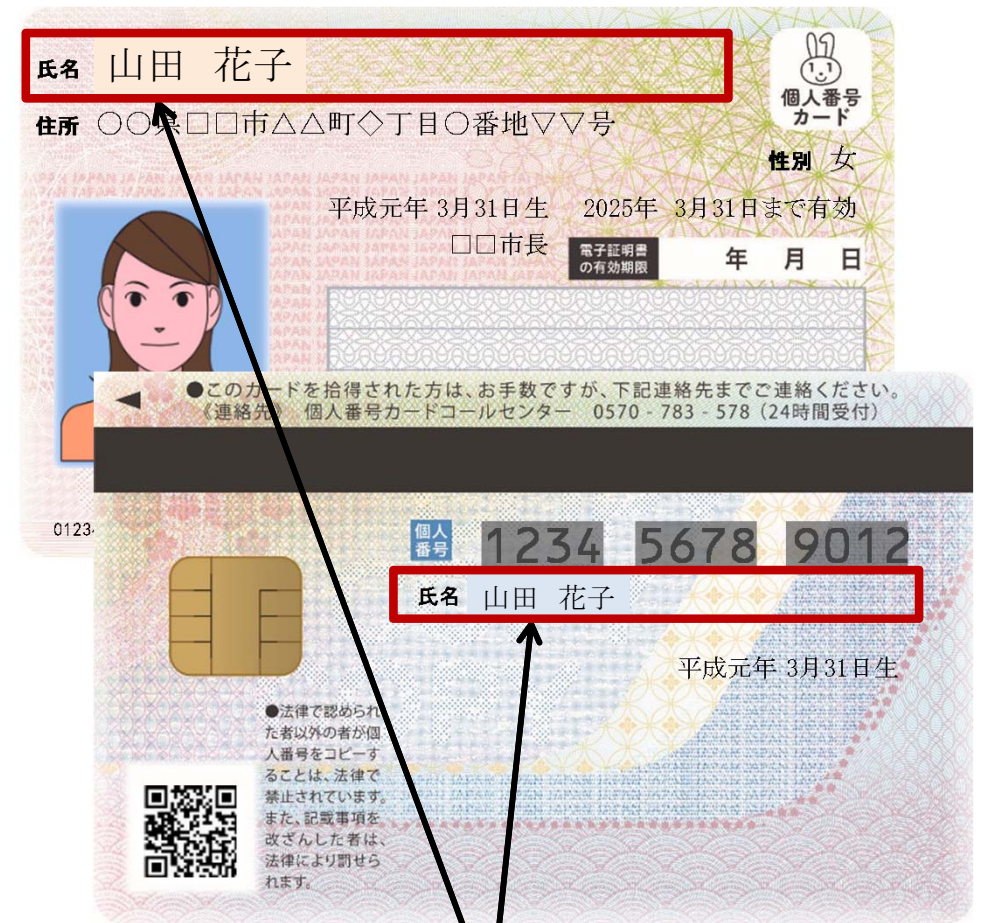 氏名 山田 花子
個人番号
カード
住所 ○○県□□市△△町◇丁目○番地▽▽号
性別 女
平成元年 3月31日生 2025年 3月31日まで有効
□□市長 電子証明書の有効期限 年 月 日
0123
●このカードを拾得された方は、お手数ですが、下記連絡先までご連絡ください。
《連絡先》 個人番号カードコールセンター 0570-783-578(24時間受付)
個人番号 1234 5678 9012
氏名 山田 花子
平成元年 3月31日生
●法律で認められ
た者以外の者が個
人番号をコピーす
ることは、法律で
禁止されています。
また、記載事項を
改ざんした者は、
法律により罰せら
れます。